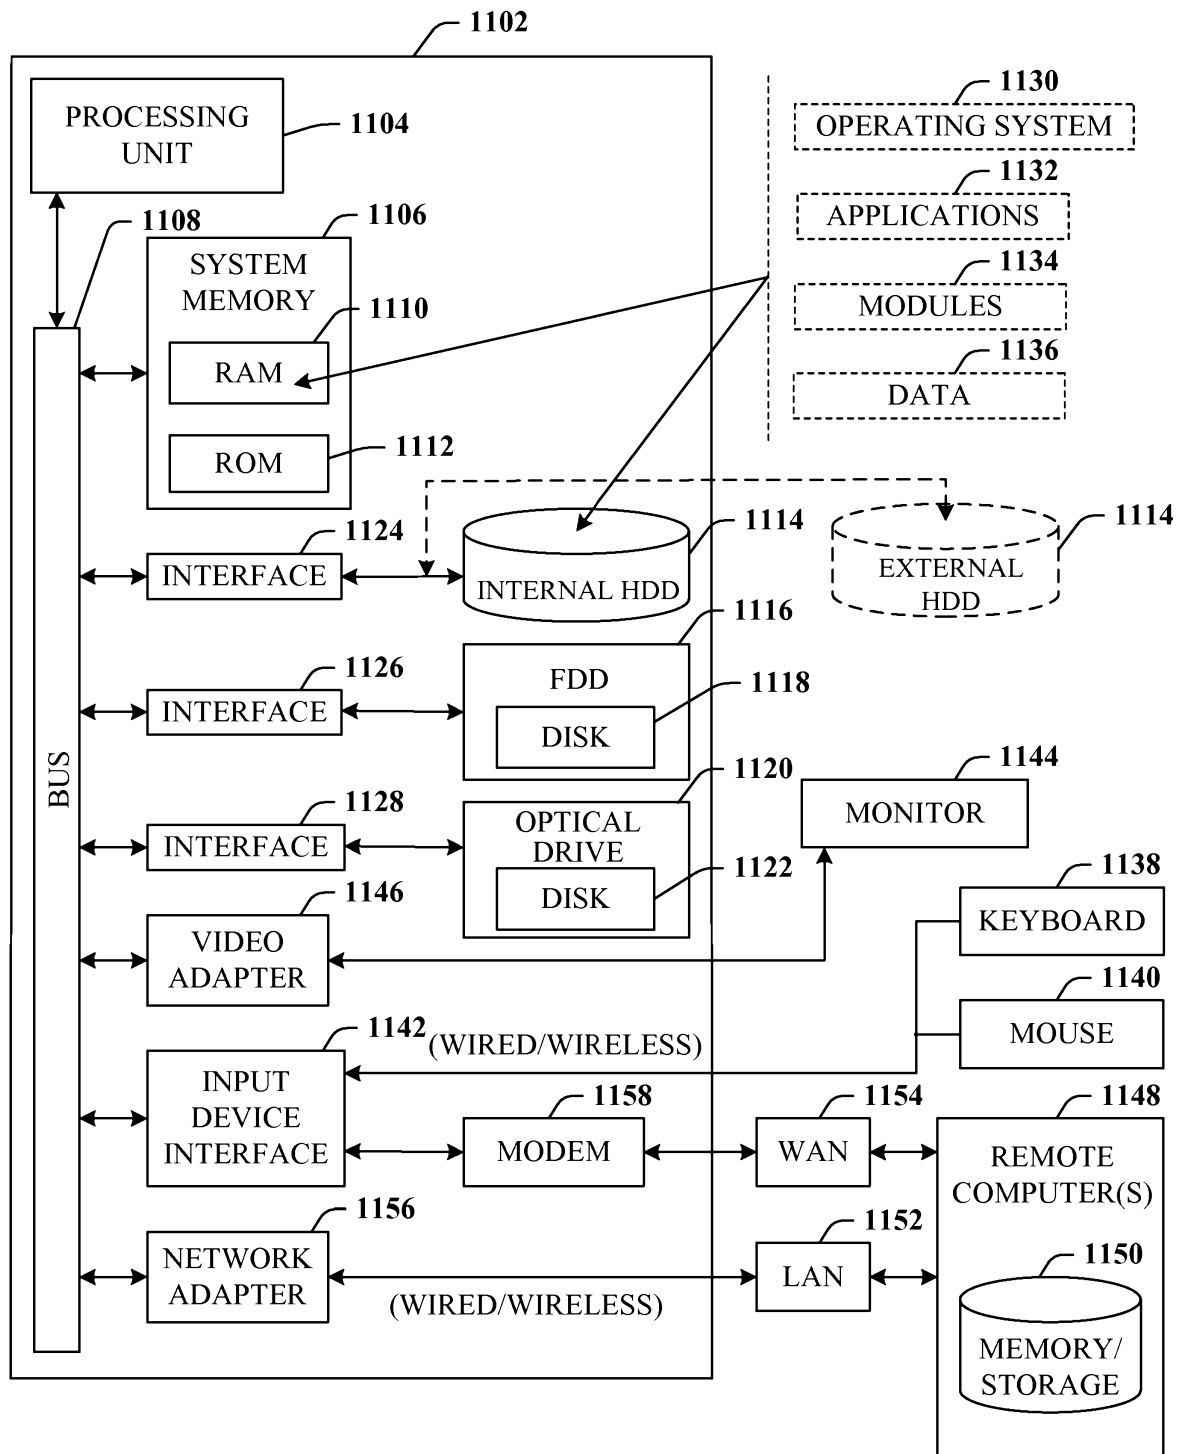 1102
PROCESSING
UNIT
1104
1130
OPERATING SYSTEM
1132
APPLICATIONS
1134
MODULES
1136
DATA
1108
1106
SYSTEM
MEMORY
1110
RAM
1112
ROM
1124
INTERFACE
1114
INTERNAL HDD
1114
EXTERNAL
HDD
1116
FDD
1126
INTERFACE
1118
DISK
BUS
1120
OPTICAL
DRIVE
1128
INTERFACE
1122
DISK
1144
MONITOR
1146
VIDEO
ADAPTER
1138
KEYBOARD
1140
MOUSE
1142
(WIRED/WIRELESS)
INPUT
DEVICE
INTERFACE
1158
MODEM
1154
WAN
1148
REMOTE
COMPUTER(S)
1156
NETWORK
ADAPTER
(WIRED/WIRELESS)
1152
LAN
1150
MEMORY/
STORAGE